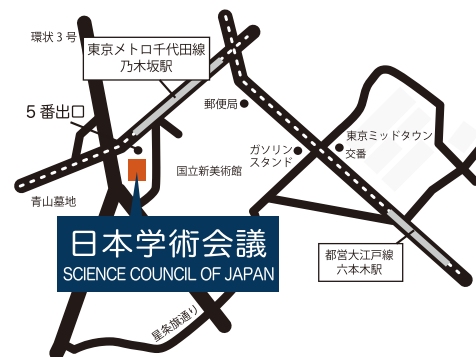 環状3号
東京メトロ千代田線
乃木坂駅
5番出口
郵便局
ガソリン
スタンド
東京ミッドタウン
交番
国立新美術館
青山墓地
日本学術会議
SCIENCE COUNCIL OF JAPAN
都営大江戸線
六本木駅
星条旗通り